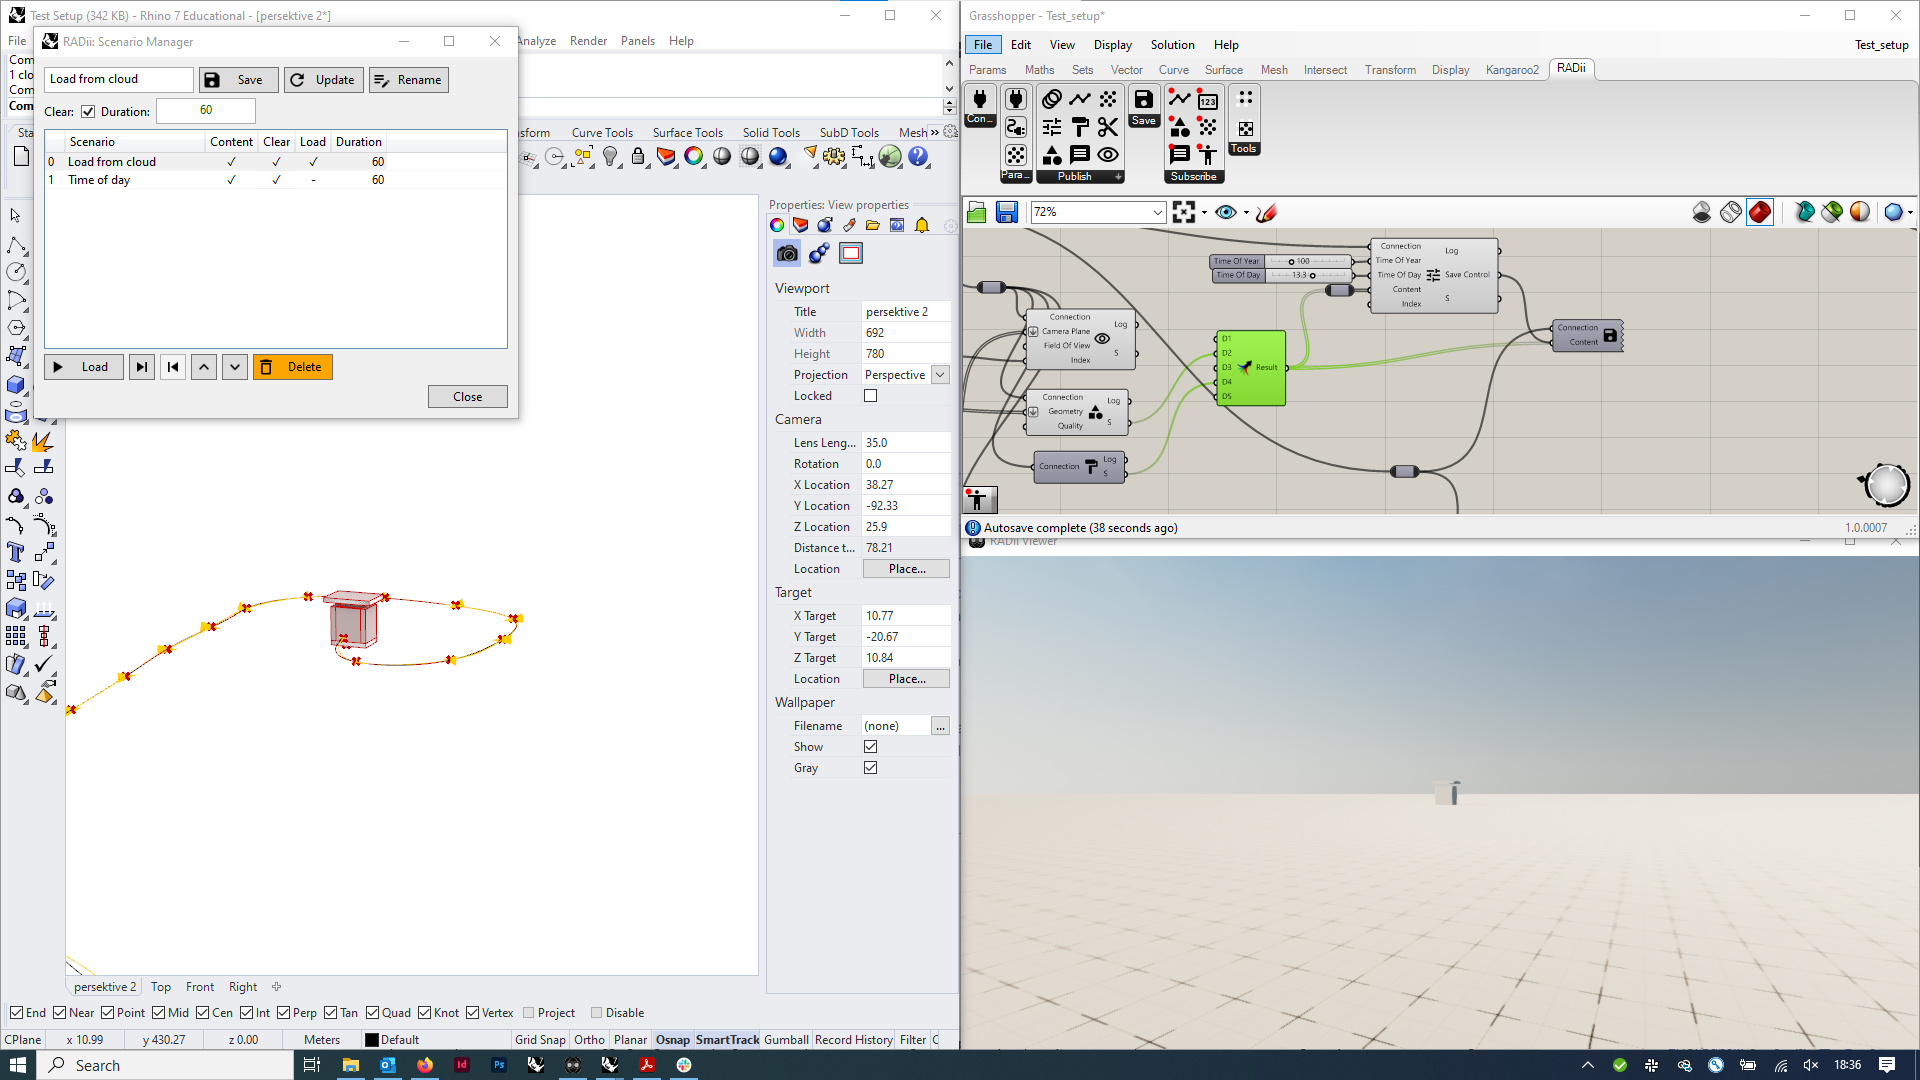 Test Setup (342 KB) - Rhino 7 Educational - [persektive 2*]
File
Analyze Render Panels Help
RADii: Scenario Manager
Load from cloud Save Update Rename
Clear: Duration: 60
Scenario Content Clear Load Duration
0 Load from cloud ✓ ✓ ✓ 60
1 Time of day ✓ ✓ - 60
Load Delete
Close
Com
1 clo
Com
Com
Sta
nsform Curve Tools Surface Tools Solid Tools SubD Tools Mesh »
Properties: View properties
Viewport
Title persektive 2
Width 692
Height 780
Projection Perspective
Locked
Camera
Lens Leng... 35.0
Rotation 0.0
X Location 38.27
Y Location -92.33
Z Location 25.9
Distance t... 78.21
Location Place...
Target
X Target 10.77
Y Target -20.67
Z Target 10.84
Location Place...
Wallpaper
Filename (none) ...
Show
Gray
persektive 2 Top Front Right
End Near Point Mid Cen Int Perp Tan Quad Knot Vertex Project Disable
CPlane x 10.99 y 430.27 z 0.00 Meters Default Grid Snap Ortho Planar Osnap SmartTrack Gumball Record History Filter C
Grasshopper - Test_setup*
File Edit View Display Solution Help Test_setup
Params Maths Sets Vector Curve Surface Mesh Intersect Transform Display Kangaroo2 RADii
123
Con... Para... Publish + Save Subscribe Tools
72%
Connection Log
Time Of Year
Time Of Day Save Control
Content
Index S
Time Of Year 100
Time Of Day 13.3
Connection Log
Camera Plane
Field Of View
Index S
D1
D2
D3 Result
D4
D5
Connection
Content
Connection Log
Geometry
Quality S
Connection Log
S
Autosave complete (38 seconds ago) 1.0.0007
RADii Viewer
Search
Id Ps
18:36